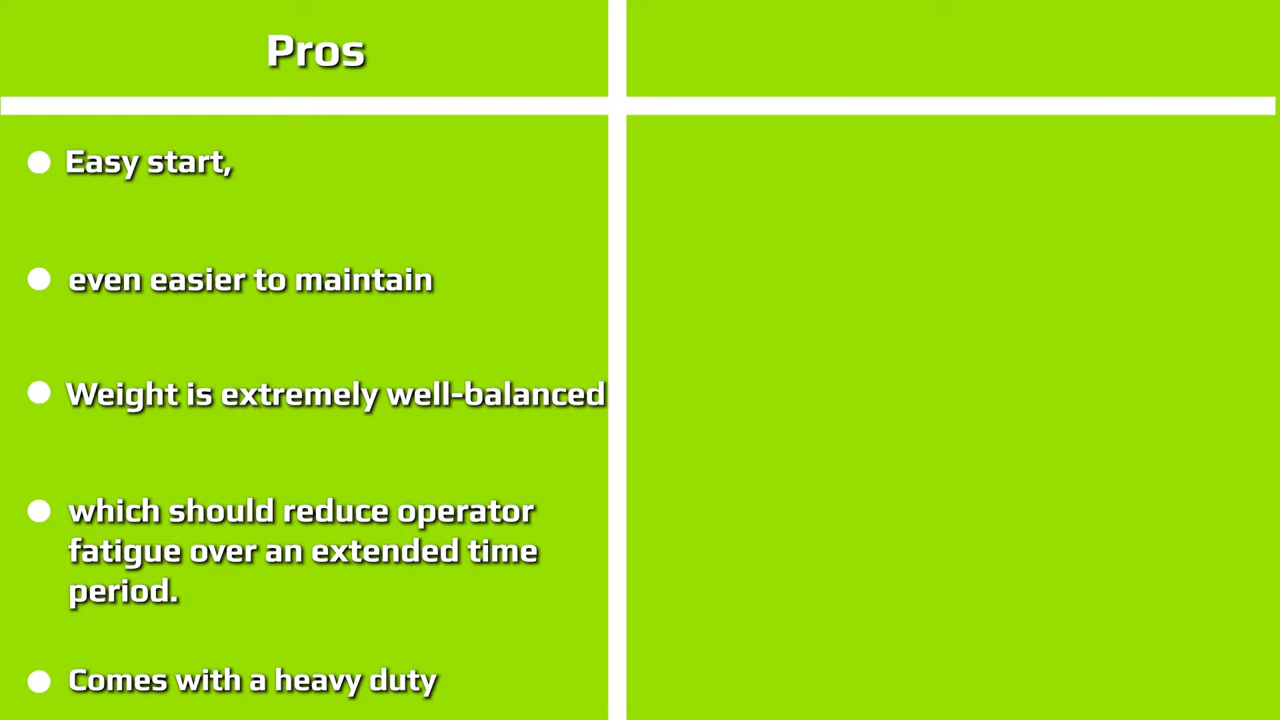 Pros
Easy start,
even easier to maintain
Weight is extremely well-balanced
which should reduce operator
fatigue over an extended time
period.
Comes with a heavy duty